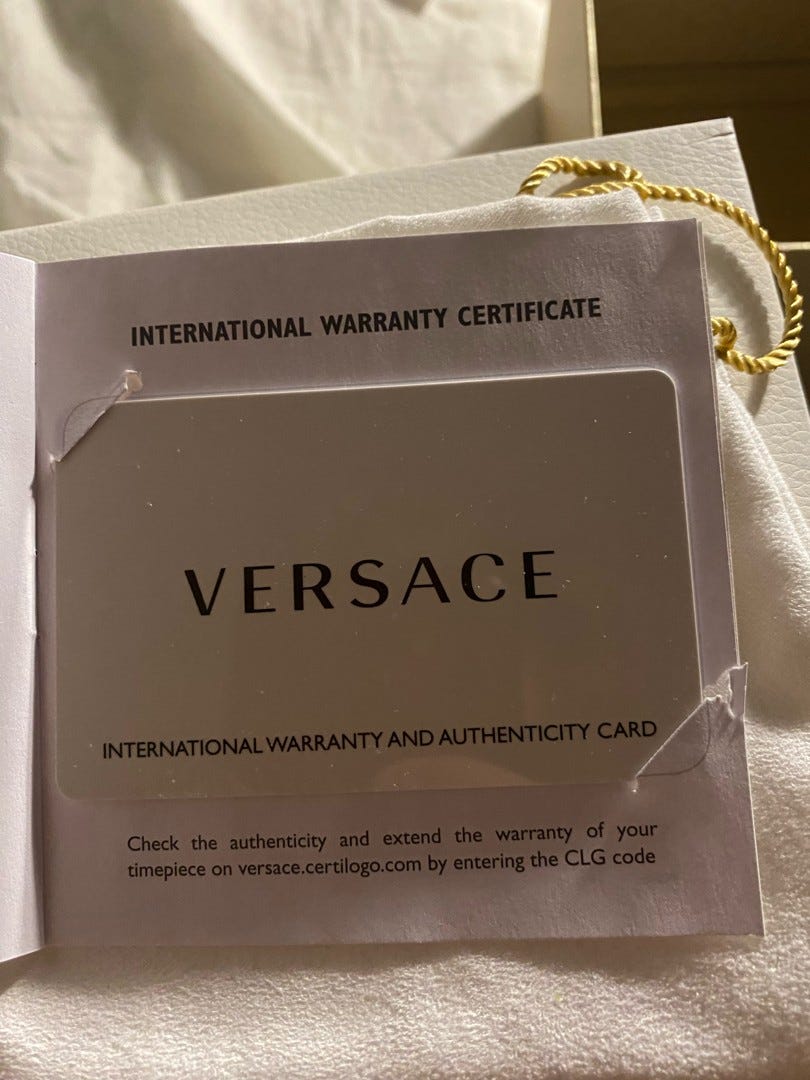 INTERNATIONAL WARRANTY CERTIFICATE
VERSACE
INTERNATIONAL WARRANTY AND AUTHENTICITY CARD
Check the authenticity and extend the warranty of your
timepiece on versace.certilogo.com by entering the CLG code